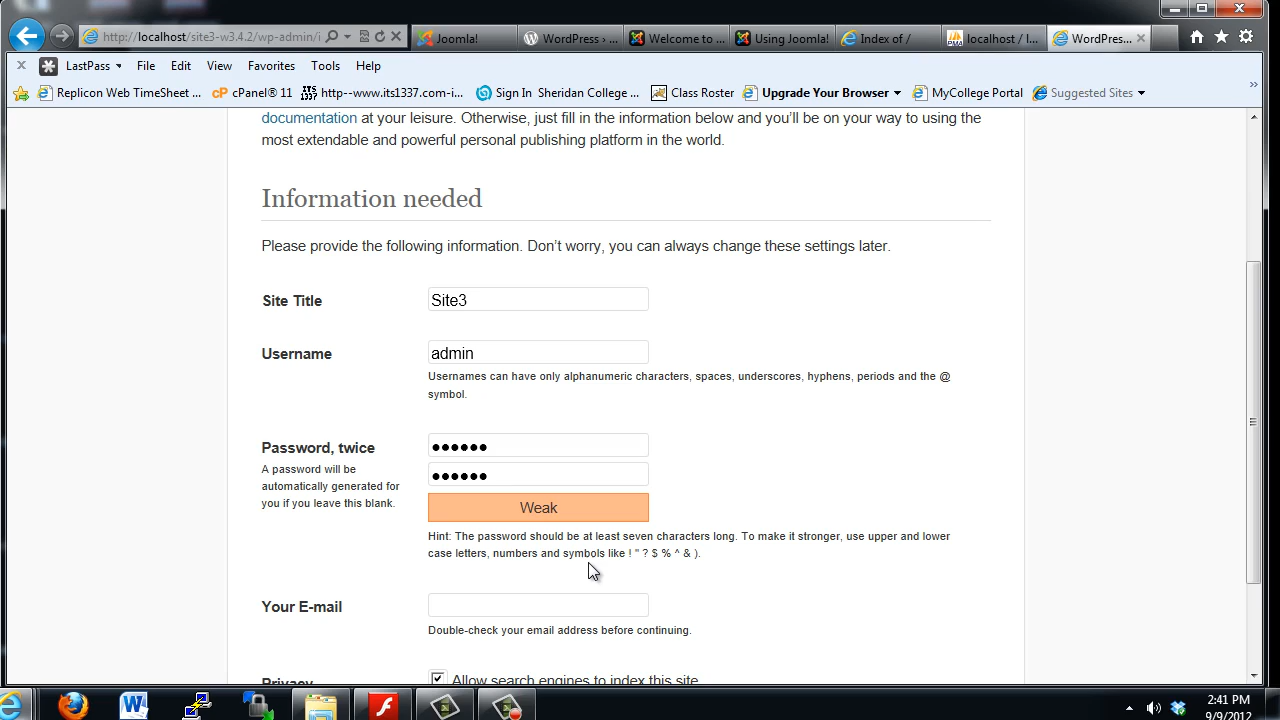 http://localhost/site3-w3.4.2/wp-admin/i
Joomla!
WordPress › ...
Welcome to ...
Using Joomla!
Index of /
localhost / l...
WordPres...
LastPass
File
Edit
View
Favorites
Tools
Help
Replicon Web TimeSheet ...
cPanel® 11
http--www.its1337.com-i...
Sign In Sheridan College ...
Class Roster
Upgrade Your Browser
MyCollege Portal
Suggested Sites
documentation at your leisure. Otherwise, just fill in the information below and you’ll be on your way to using the
most extendable and powerful personal publishing platform in the world.
Information needed
Please provide the following information. Don’t worry, you can always change these settings later.
Site Title
Site3
Username
admin
Usernames can have only alphanumeric characters, spaces, underscores, hyphens, periods and the @
symbol.
Password, twice
A password will be
automatically generated for
you if you leave this blank.
●●●●●●
●●●●●●
Weak
Hint: The password should be at least seven characters long. To make it stronger, use upper and lower
case letters, numbers and symbols like ! " ? $ % ^ & ).
Your E-mail
Double-check your email address before continuing.
Privacy
Allow search engines to index this site
2:41 PM
9/9/2012